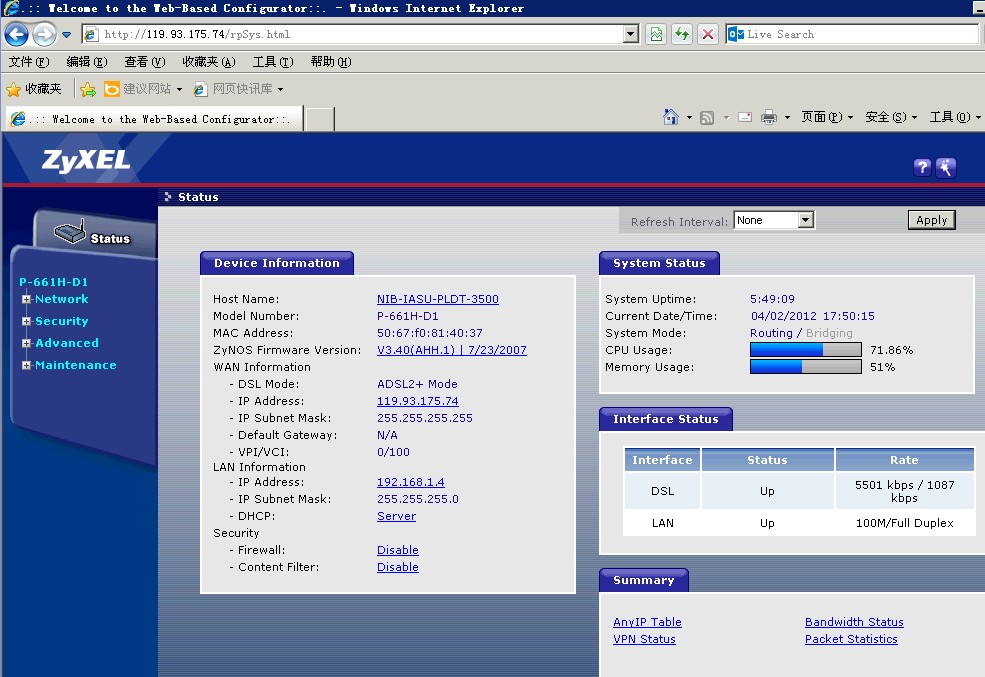 .:: Welcome to the Web-Based Configurator::. - Windows Internet Explorer
http://119.93.175.74/rpSys.html
Live Search
文件(F) 编辑(E) 查看(V) 收藏夹(A) 工具(T) 帮助(H)
收藏夹 建议网站 网页快讯库
.:: Welcome to the Web-Based Configurator::.
页面(P) 安全(S) 工具(O)
ZyXEL
Status
Status
Refresh Interval: None Apply
P-661H-D1
Network
Security
Advanced
Maintenance
Device Information
Host Name: NIB-IASU-PLDT-3500
Model Number: P-661H-D1
MAC Address: 50:67:f0:81:40:37
ZyNOS Firmware Version: V3.40(AHH.1) | 7/23/2007
WAN Information
- DSL Mode: ADSL2+ Mode
- IP Address: 119.93.175.74
- IP Subnet Mask: 255.255.255.255
- Default Gateway: N/A
- VPI/VCI: 0/100
LAN Information
- IP Address: 192.168.1.4
- IP Subnet Mask: 255.255.255.0
- DHCP: Server
Security
- Firewall: Disable
- Content Filter: Disable
System Status
System Uptime: 5:49:09
Current Date/Time: 04/02/2012 17:50:15
System Mode: Routing / Bridging
CPU Usage: 71.86%
Memory Usage: 51%
Interface Status
Interface Status Rate
DSL Up 5501 kbps / 1087 kbps
LAN Up 100M/Full Duplex
Summary
AnyIP Table Bandwidth Status
VPN Status Packet Statistics